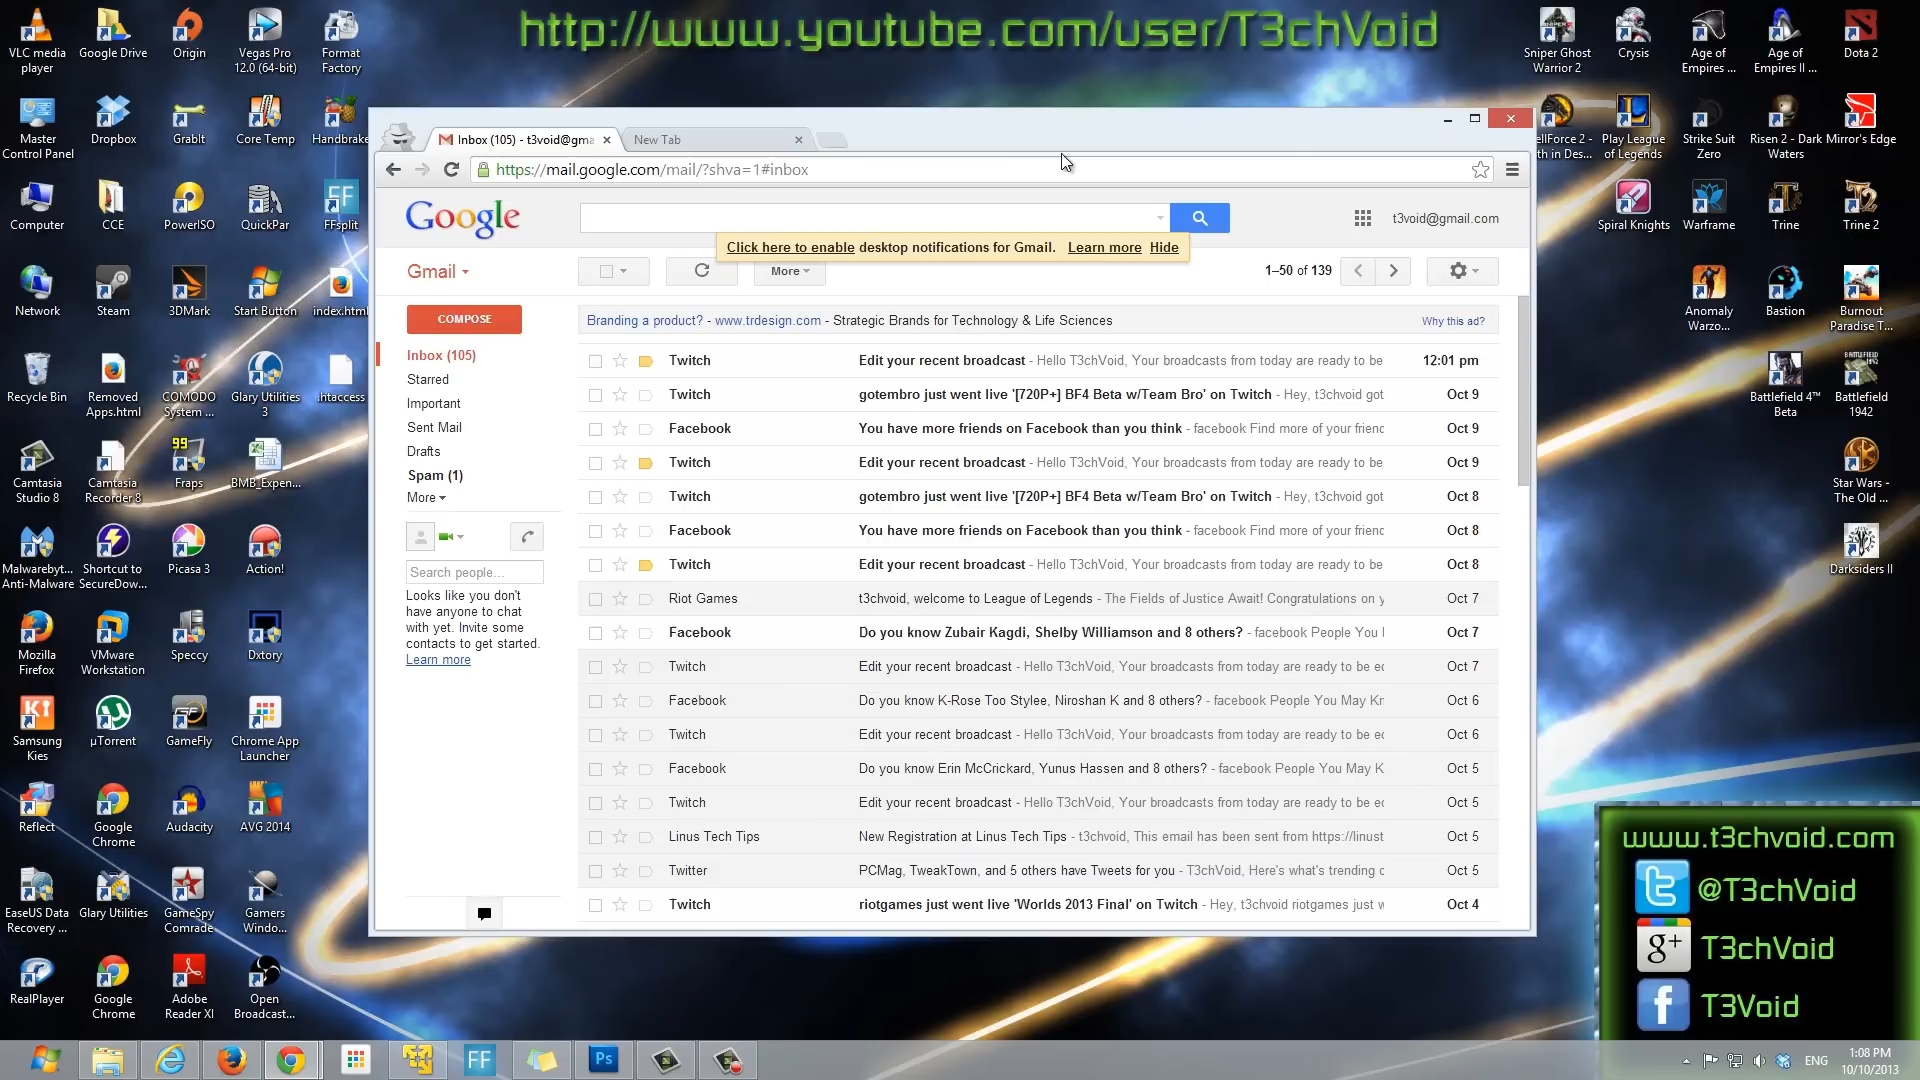 http://www.youtube.com/user/T3chVoid
VLC media player
Google Drive
Origin
Vegas Pro 12.0 (64-bit)
Format Factory
Master Control Panel
Dropbox
GrabIt
Core Temp
Handbrake
Computer
CCE
PowerISO
QuickPar
FFsplit
Network
Steam
3DMark
Start Button
index.html
Recycle Bin
Removed Apps.html
COMODO System ...
Glary Utilities 3
.htaccess
Camtasia Studio 8
Camtasia Recorder 8
99
Fraps
BMB_Expen...
Malwarebyt... Anti-Malware
Shortcut to SecureDow...
Picasa 3
Action!
Mozilla Firefox
VMware Workstation
Speccy
Dxtory
Samsung Kies
µTorrent
GameFly
Chrome App Launcher
Reflect
Google Chrome
Audacity
AVG 2014
EaseUS Data Recovery ...
Glary Utilities
GameSpy Comrade
Gamers Windo...
RealPlayer
Google Chrome
Adobe Reader XI
Open Broadcast...
Inbox (105) - t3void@gma
New Tab
https://mail.google.com/mail/?shva=1#inbox
Google
t3void@gmail.com
Click here to enable desktop notifications for Gmail. Learn more Hide
Gmail
More
1–50 of 139
COMPOSE
Inbox (105)
Starred
Important
Sent Mail
Drafts
Spam (1)
More
Search people...
Looks like you don't
have anyone to chat
with yet. Invite some
contacts to get started.
Learn more
Branding a product? - www.trdesign.com - Strategic Brands for Technology & Life Sciences Why this ad?
Twitch Edit your recent broadcast - Hello T3chVoid, Your broadcasts from today are ready to be 12:01 pm
Twitch gotembro just went live '[720P+] BF4 Beta w/Team Bro' on Twitch - Hey, t3chvoid got Oct 9
Facebook You have more friends on Facebook than you think - facebook Find more of your frienc Oct 9
Twitch Edit your recent broadcast - Hello T3chVoid, Your broadcasts from today are ready to be Oct 9
Twitch gotembro just went live '[720P+] BF4 Beta w/Team Bro' on Twitch - Hey, t3chvoid got Oct 8
Facebook You have more friends on Facebook than you think - facebook Find more of your frienc Oct 8
Twitch Edit your recent broadcast - Hello T3chVoid, Your broadcasts from today are ready to be Oct 8
Riot Games t3chvoid, welcome to League of Legends - The Fields of Justice Await! Congratulations on y Oct 7
Facebook Do you know Zubair Kagdi, Shelby Williamson and 8 others? - facebook People You I Oct 7
Twitch Edit your recent broadcast - Hello T3chVoid, Your broadcasts from today are ready to be ec Oct 7
Facebook Do you know K-Rose Too Stylee, Niroshan K and 8 others? - facebook People You May Kr Oct 6
Twitch Edit your recent broadcast - Hello T3chVoid, Your broadcasts from today are ready to be ec Oct 6
Facebook Do you know Erin McCrickard, Yunus Hassen and 8 others? - facebook People You May K Oct 5
Twitch Edit your recent broadcast - Hello T3chVoid, Your broadcasts from today are ready to be ec Oct 5
Linus Tech Tips New Registration at Linus Tech Tips - t3chvoid, This email has been sent from https://linust Oct 5
Twitter PCMag, TweakTown, and 5 others have Tweets for you - T3chVoid, Here's what's trending c Oct 5
Twitch riotgames just went live 'Worlds 2013 Final' on Twitch - Hey, t3chvoid riotgames just w Oct 4
Sniper Ghost Warrior 2
Crysis
Age of Empires ...
Age of Empires II ...
Dota 2
ellForce 2 - th in Des...
Play League of Legends
Strike Suit Zero
Risen 2 - Dark Waters
Mirror's Edge
Spiral Knights
Warframe
Trine
Trine 2
Anomaly Warzo...
Bastion
Burnout Paradise T...
Battlefield 4™ Beta
Battlefield 1942
Star Wars - The Old ...
Darksiders II
www.t3chvoid.com
@T3chVoid
g+ T3chVoid
f T3Void
FF
Ps
ENG
1:08 PM
10/10/2013